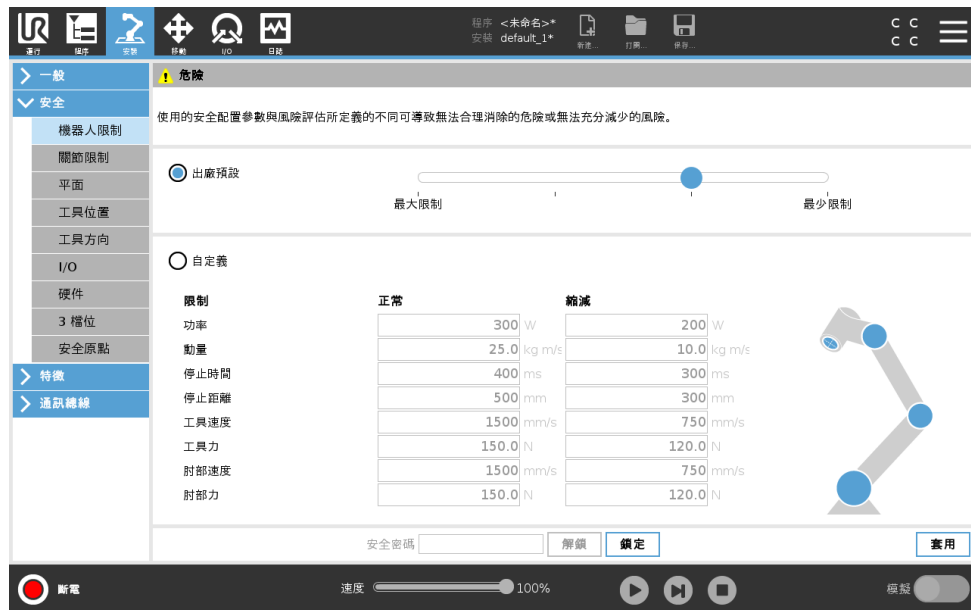 UR
程序 <未命名>*
安裝 default_1*
運行
程序
安裝
移動
I/O
日誌
新建...
打開...
保存...
C C
C C
一般
安全
機器人限制
關節限制
平面
工具位置
工具方向
I/O
硬件
3 檔位
安全原點
特徵
通訊總線
危險
使用的安全配置參數與風險評估所定義的不同可導致無法合理消除的危險或無法充分減少的風險。
出廠預設
最大限制 最少限制
自定義
限制 正常 縮減
功率 300 W 200 W
動量 25.0 kg m/s 10.0 kg m/s
停止時間 400 ms 300 ms
停止距離 500 mm 300 mm
工具速度 1500 mm/s 750 mm/s
工具力 150.0 N 120.0 N
肘部速度 1500 mm/s 750 mm/s
肘部力 150.0 N 120.0 N
安全密碼 解鎖 鎖定 套用
斷電 速度 100% 模擬